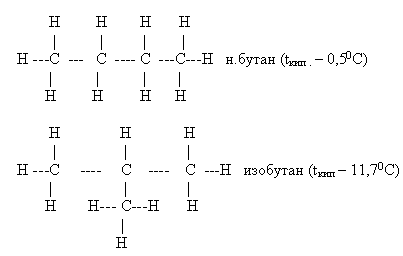 H H H H
H ---C --- C ---- C ---C---H н.бутан (tкип. – 0,5⁰C)
H H H H
H H H
H ---C ---- C ---- C ---H изобутан (tкип – 11,7⁰C)
H H---C---H H
H